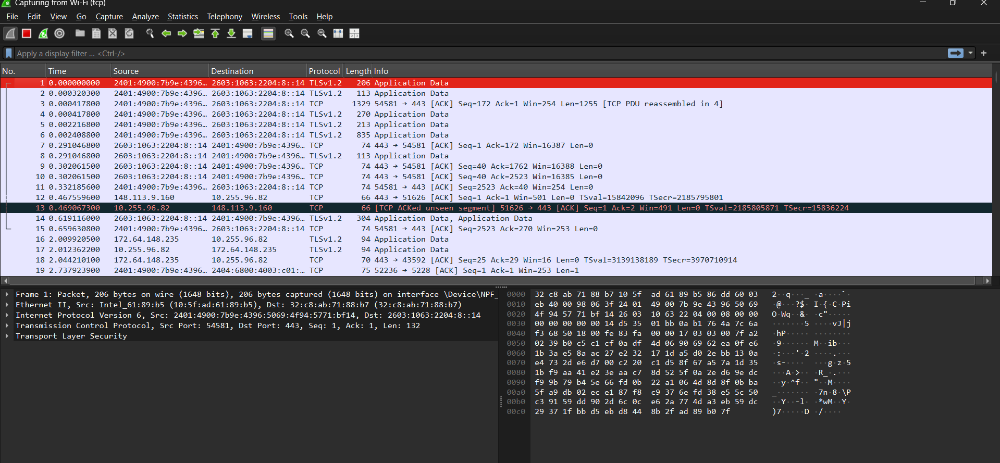 Capturing from Wi-Fi (tcp)
File Edit View Go Capture Analyze Statistics Telephony Wireless Tools Help
Apply a display filter ... <Ctrl-/>
No. Time Source Destination Protocol Length Info
1 0.000000000 2401:4900:7b9e:4396… 2603:1063:2204:8::14 TLSv1.2 206 Application Data
2 0.000320300 2401:4900:7b9e:4396… 2603:1063:2204:8::14 TLSv1.2 113 Application Data
3 0.000417800 2401:4900:7b9e:4396… 2603:1063:2204:8::14 TCP 1329 54581 → 443 [ACK] Seq=172 Ack=1 Win=254 Len=1255 [TCP PDU reassembled in 4]
4 0.000417800 2401:4900:7b9e:4396… 2603:1063:2204:8::14 TLSv1.2 270 Application Data
5 0.002216800 2401:4900:7b9e:4396… 2603:1063:2204:8::14 TLSv1.2 213 Application Data
6 0.002408800 2401:4900:7b9e:4396… 2603:1063:2204:8::14 TLSv1.2 835 Application Data
7 0.291046800 2603:1063:2204:8::14 2401:4900:7b9e:4396… TCP 74 443 → 54581 [ACK] Seq=1 Ack=172 Win=16387 Len=0
8 0.291046800 2603:1063:2204:8::14 2401:4900:7b9e:4396… TLSv1.2 113 Application Data
9 0.302061500 2603:1063:2204:8::14 2401:4900:7b9e:4396… TCP 74 443 → 54581 [ACK] Seq=40 Ack=1762 Win=16388 Len=0
10 0.302061500 2603:1063:2204:8::14 2401:4900:7b9e:4396… TCP 74 443 → 54581 [ACK] Seq=40 Ack=2523 Win=16385 Len=0
11 0.332185600 2401:4900:7b9e:4396… 2603:1063:2204:8::14 TCP 74 54581 → 443 [ACK] Seq=2523 Ack=40 Win=254 Len=0
12 0.467559600 148.113.9.160 10.255.96.82 TCP 66 443 → 51626 [ACK] Seq=1 Ack=1 Win=501 Len=0 TSval=15842096 TSecr=2185795801
13 0.469067300 10.255.96.82 148.113.9.160 TCP 66 [TCP ACKed unseen segment] 51626 → 443 [ACK] Seq=1 Ack=2 Win=491 Len=0 TSval=2185805871 TSecr=15836224
14 0.619116000 2603:1063:2204:8::14 2401:4900:7b9e:4396… TLSv1.2 304 Application Data, Application Data
15 0.659630800 2401:4900:7b9e:4396… 2603:1063:2204:8::14 TCP 74 54581 → 443 [ACK] Seq=2523 Ack=270 Win=253 Len=0
16 2.009920500 172.64.148.235 10.255.96.82 TLSv1.2 94 Application Data
17 2.012362200 10.255.96.82 172.64.148.235 TLSv1.2 94 Application Data
18 2.044210100 172.64.148.235 10.255.96.82 TCP 70 443 → 43592 [ACK] Seq=25 Ack=29 Win=16 Len=0 TSval=3139138189 TSecr=3970710914
19 2.737923900 2401:4900:7b9e:4396… 2404:6800:4003:c01:… TCP 75 52236 → 5228 [ACK] Seq=1 Ack=1 Win=253 Len=1
Frame 1: Packet, 206 bytes on wire (1648 bits), 206 bytes captured (1648 bits) on interface \Device\NPF_
Ethernet II, Src: Intel_61:89:b5 (10:5f:ad:61:89:b5), Dst: 32:c8:ab:71:88:b7 (32:c8:ab:71:88:b7)
Internet Protocol Version 6, Src: 2401:4900:7b9e:4396:5069:4f94:5771:bf14, Dst: 2603:1063:2204:8::14
Transmission Control Protocol, Src Port: 54581, Dst Port: 443, Seq: 1, Ack: 1, Len: 132
Transport Layer Security
0000 32 c8 ab 71 88 b7 10 5f ad 61 89 b5 86 dd 60 03 2··q···_ ·a····`·
0010 eb 40 00 98 06 3f 24 01 49 00 7b 9e 43 96 50 69 ·@···?$· I·{·C·Pi
0020 4f 94 57 71 bf 14 26 03 10 63 22 04 00 08 00 00 O·Wq··&· ·c"·····
0030 00 00 00 00 00 14 d5 35 01 bb 0a b1 76 4a 7c 6a ·······5 ····vJ|j
0040 f3 68 50 18 00 fe 83 fa 00 00 17 03 03 00 7f a2 ·hP····· ········
0050 02 39 b0 c5 c1 cf 0a df 4d 06 90 69 62 ea 0f e6 ·9······ M··ib···
0060 1b 3a e5 8a ac 27 e2 32 17 1d a5 d0 2e bb 13 0a ·:···'·2 ····.···
0070 e4 73 2d e6 d7 00 c2 20 c1 d5 8f 67 a5 7a 1d 35 ·s-···· ···g·z·5
0080 1b f9 aa 41 e2 3e aa c7 8d 52 5f 0a 2e d6 9e dc ···A·>·· ·R_·.···
0090 f9 9b 79 b4 5e 66 fd 0b 22 a1 06 4d 8d 8f 0b ba ··y·^f·· "··M····
00a0 5f a9 db 02 ec e1 87 f8 c9 37 6e fd 38 e5 5c 50 _······· ·7n·8·\P
00b0 c3 91 59 dd 90 2d 6c 0c e6 2a 77 4d a3 eb 59 dc ··Y··-l· ·*wM··Y·
00c0 29 37 1f bb d5 eb d8 44 8b 2f ad 89 b0 7f )7·····D ·/····